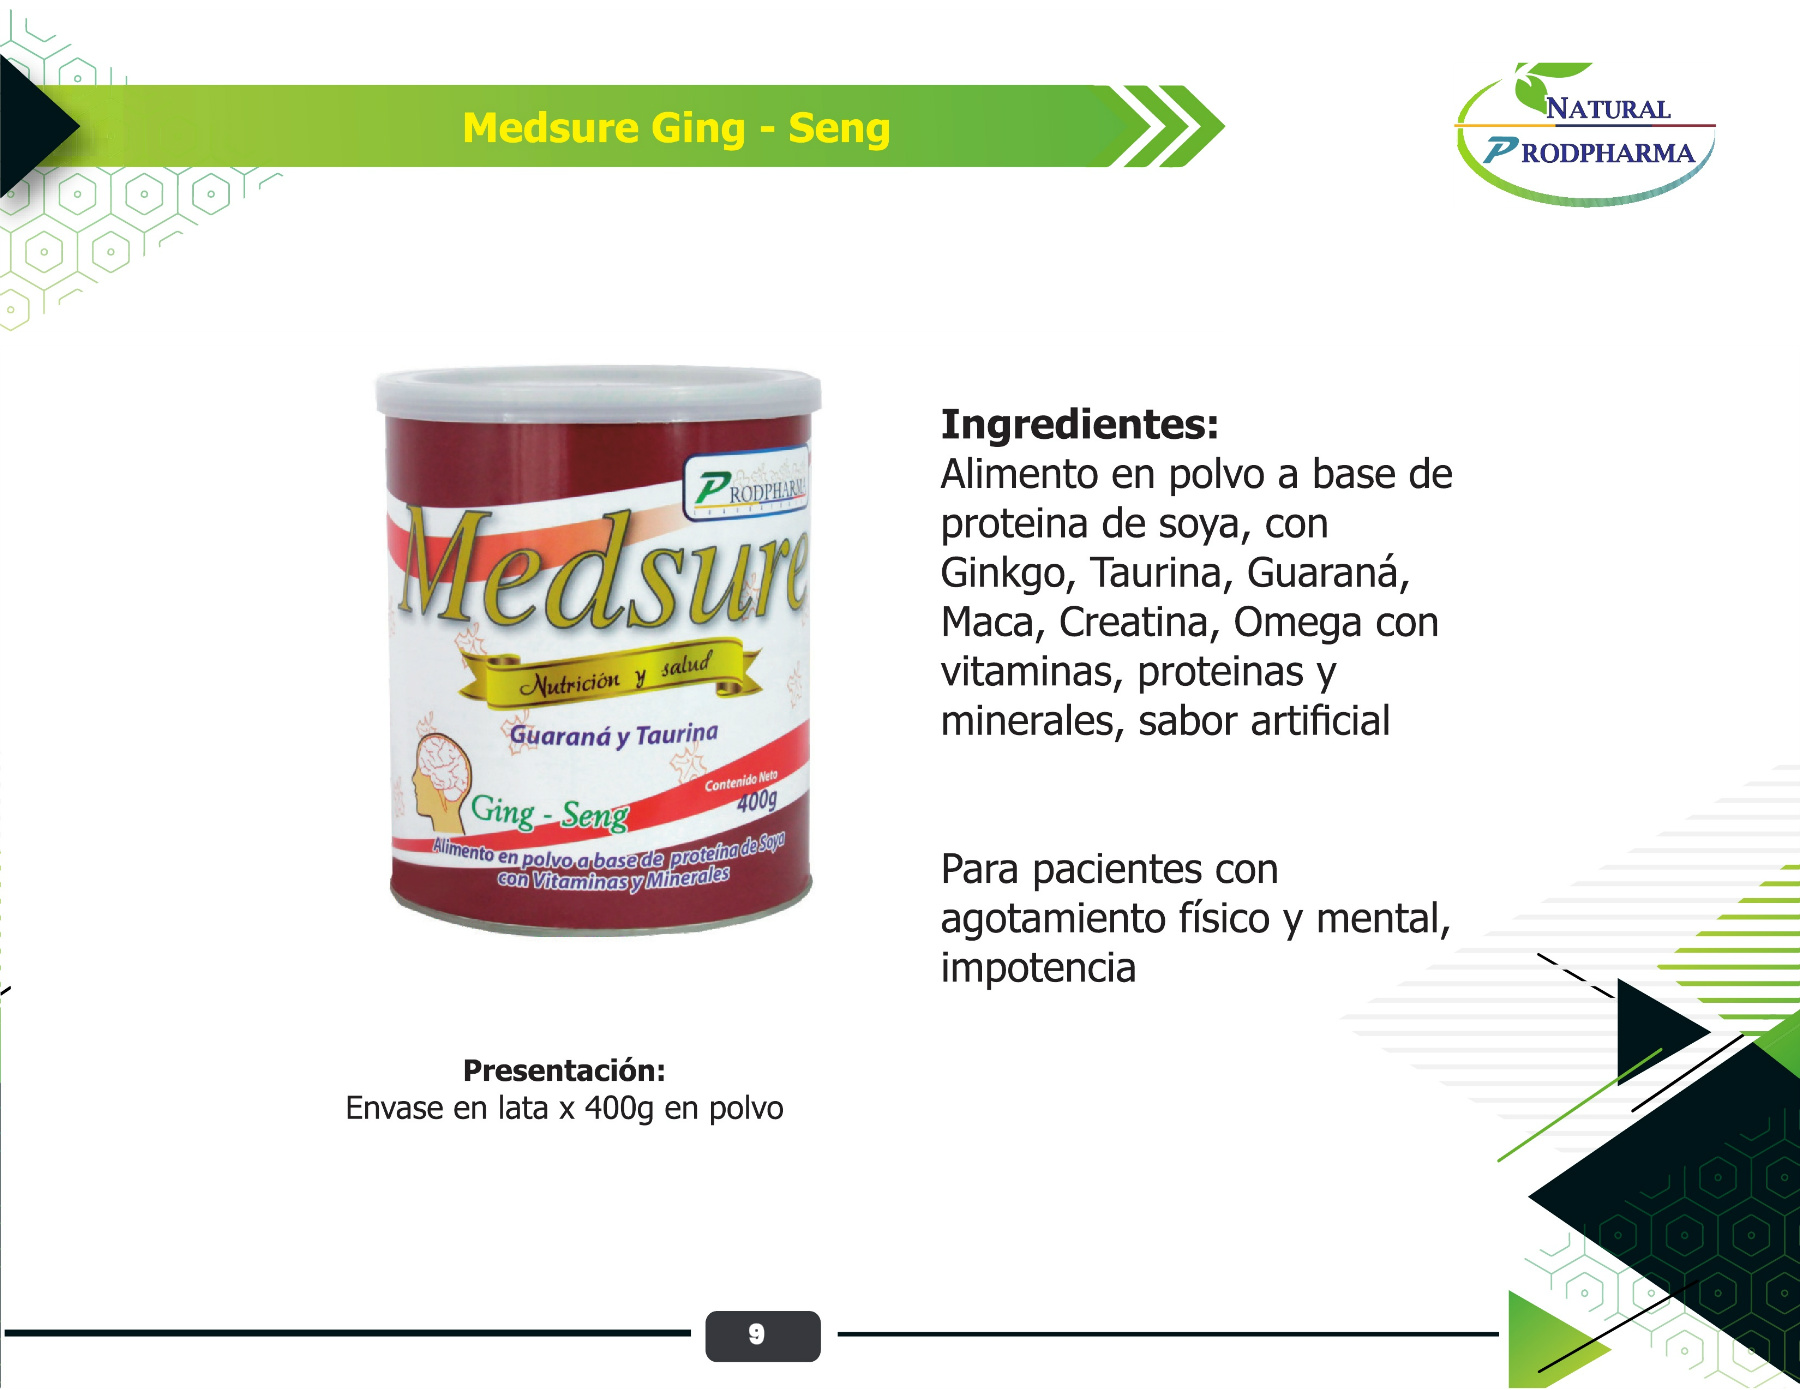 Medsure Ging - Seng
NATURAL
PRODPHARMA
PRODPHARMA
Medsure
Nutrición y salud
Guaraná y Taurina
Contenido Neto
400g
Ging - Seng
Alimento en polvo a base de proteína de Soya
con Vitaminas y Minerales
Ingredientes:
Alimento en polvo a base de
proteina de soya, con
Ginkgo, Taurina, Guaraná,
Maca, Creatina, Omega con
vitaminas, proteinas y
minerales, sabor artificial
Para pacientes con
agotamiento físico y mental,
impotencia
Presentación:
Envase en lata x 400g en polvo
9